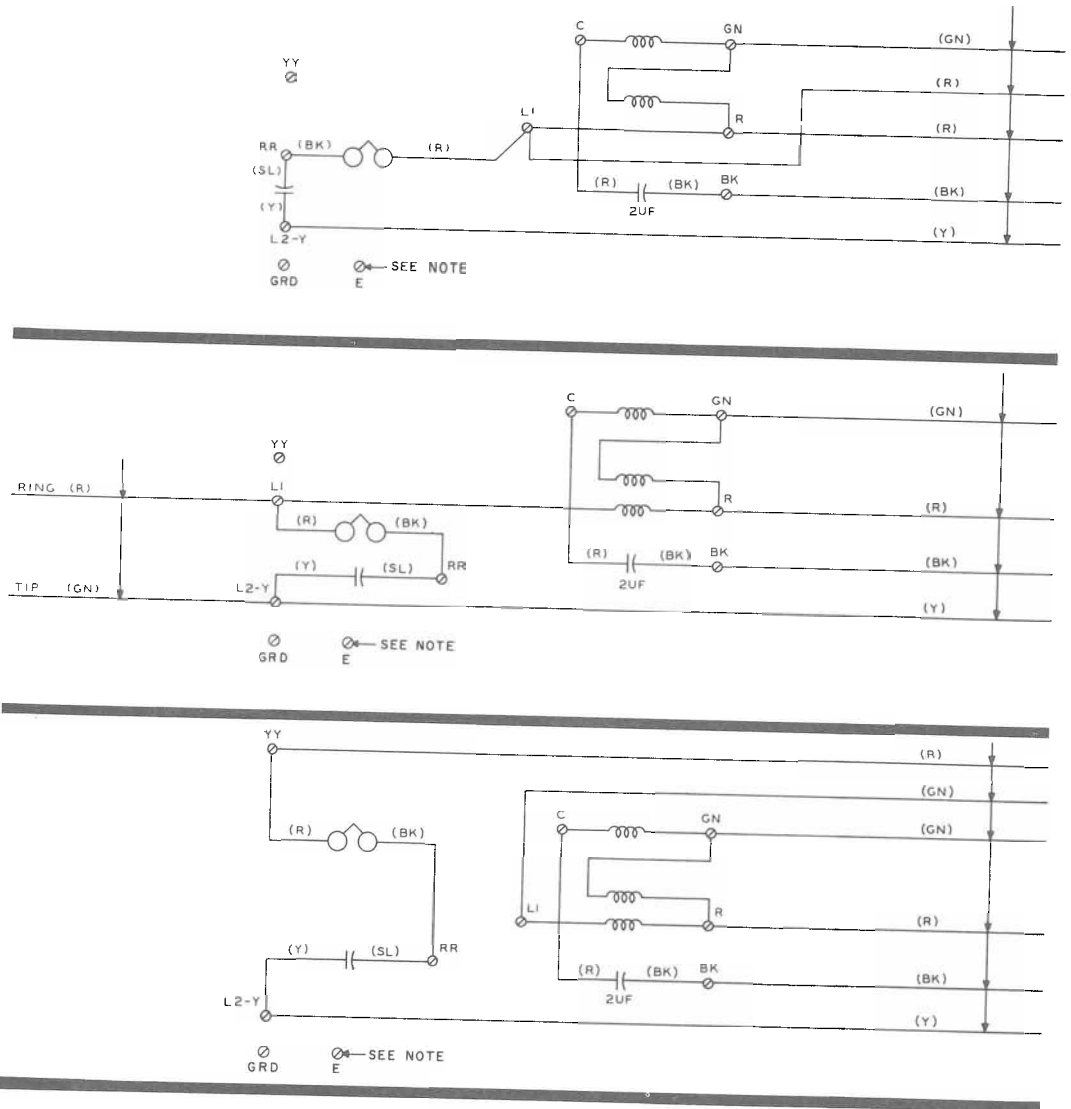 C
GN
(GN)
YY
(R)
L1
R
(R)
RR
(BK)
(R)
(SL)
(R)
(BK)
BK
(BK)
2UF
(Y)
(Y)
L2-Y
SEE NOTE
GRD
E
C
GN
(GN)
YY
RING (R)
L1
R
(R)
(R)
(BK)
(R)
(BK)
BK
(BK)
(Y)
(SL)
RR
2UF
TIP (GN)
L2-Y
(Y)
SEE NOTE
GRD
E
YY
(R)
(GN)
C
GN
(GN)
(R)
(BK)
L1
R
(R)
(Y)
(SL)
RR
(R)
(BK)
BK
(BK)
2UF
L2-Y
(Y)
SEE NOTE
GRD
E